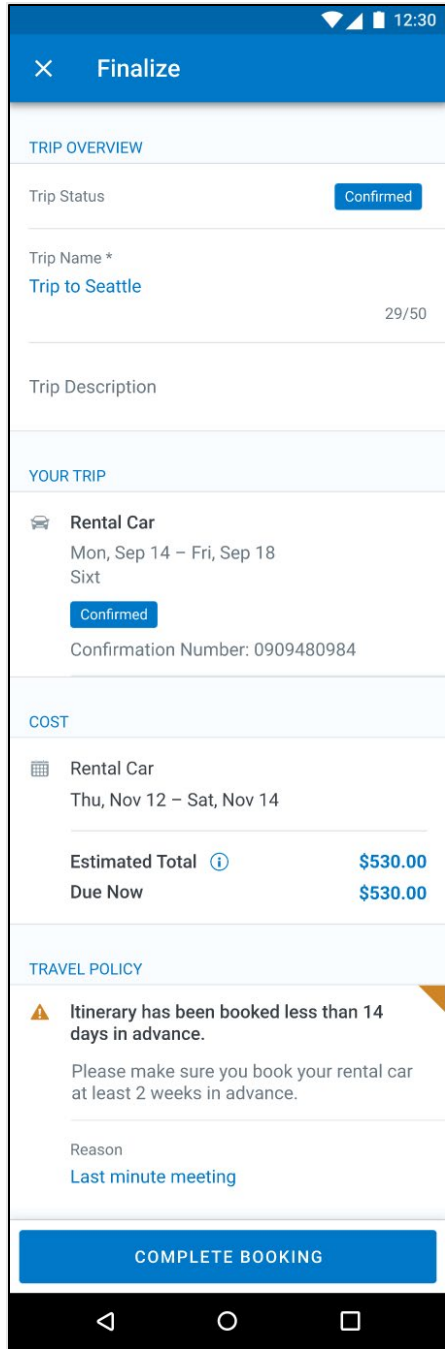 12:30
Finalize
TRIP OVERVIEW
Trip Status
Confirmed
Trip Name *
Trip to Seattle
29/50
Trip Description
YOUR TRIP
Rental Car
Mon, Sep 14 – Fri, Sep 18
Sixt
Confirmed
Confirmation Number: 0909480984
COST
Rental Car
Thu, Nov 12 – Sat, Nov 14
Estimated Total $530.00
Due Now $530.00
TRAVEL POLICY
Itinerary has been booked less than 14
days in advance.
Please make sure you book your rental car
at least 2 weeks in advance.
Reason
Last minute meeting
COMPLETE BOOKING